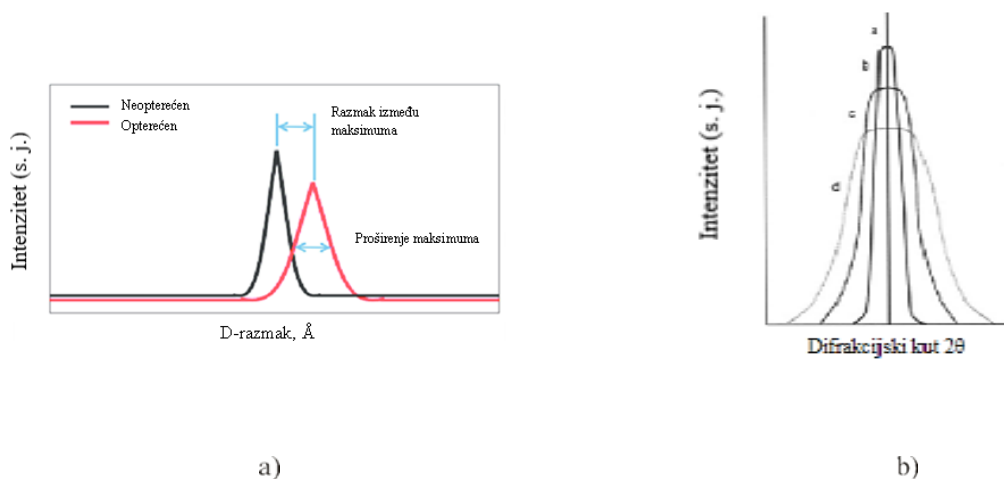 Neopterećen
Opterećen
Razmak između
maksimuma
Proširenje maksimuma
Intenzitet (s. j.)
D-razmak, Å
a)
Intenzitet (s. j.)
Difrakcijski kut 2θ
b)